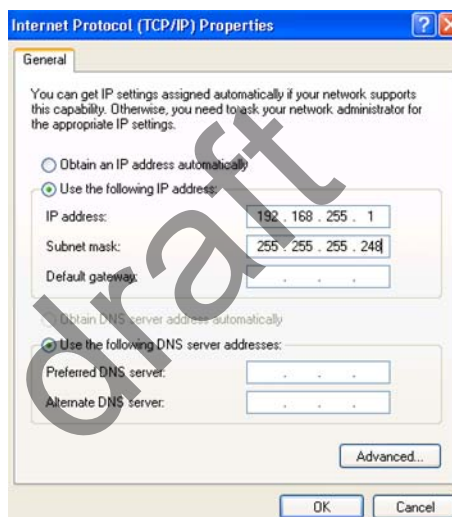 Internet Protocol (TCP/IP) Properties
General
You can get IP settings assigned automatically if your network supports
this capability. Otherwise, you need to ask your network administrator for
the appropriate IP settings.
Obtain an IP address automatically
Use the following IP address:
IP address: 192 . 168 . 255 . 1
Subnet mask: 255 . 255 . 255 . 248
Default gateway: . . .
Obtain DNS server address automatically
Use the following DNS server addresses:
Preferred DNS server: . . .
Alternate DNS server: . . .
Advanced...
OK Cancel
draft